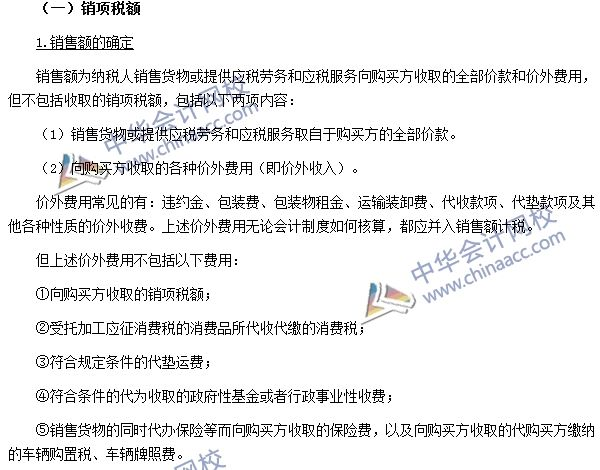 （一）销项税额
1.销售额的确定
销售额为纳税人销售货物或提供应税劳务和应税服务向购买方收取的全部价款和价外费用，
但不包括收取的销项税额，包括以下两项内容：
（1）销售货物或提供应税劳务和应税服务取自于购买方的全部价款。
（2）向购买方收取的各种价外费用（即价外收入）。
价外费用常见的有：违约金、包装费、包装物租金、运输装卸费、代收款项、代垫款项及其
他各种性质的价外收费。上述价外费用无论会计制度如何核算，都应并入销售额计税。
但上述价外费用不包括以下费用：
①向购买方收取的销项税额；
②受托加工应征消费税的消费品所代收代缴的消费税；
③符合规定条件的代垫运费；
④符合条件的代为收取的政府性基金或者行政事业性收费；
⑤销售货物的同时代办保险等而向购买方收取的保险费，以及向购买方收取的代购买方缴纳
的车辆购置税、车辆牌照费。
中华会计网校
www.chinaacc.com
中华会计网校
www.chinaacc.com
网校